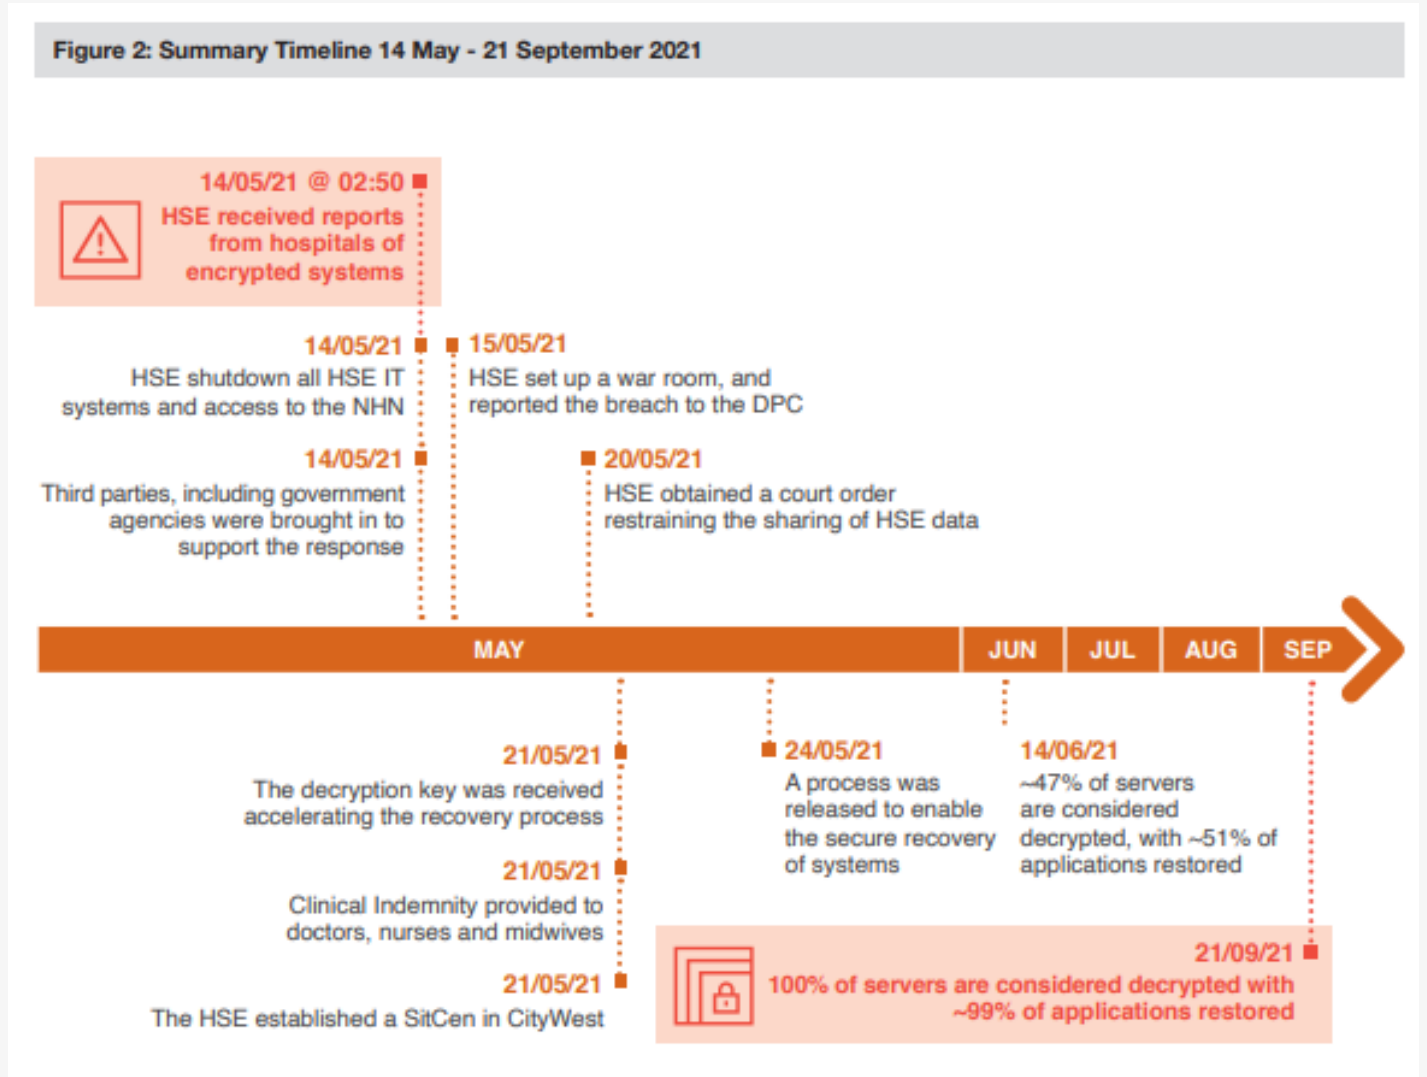 Figure 2: Summary Timeline 14 May - 21 September 2021
14/05/21 @ 02:50
HSE received reports
from hospitals of
encrypted systems
14/05/21
HSE shutdown all HSE IT
systems and access to the NHN
15/05/21
HSE set up a war room, and
reported the breach to the DPC
14/05/21
Third parties, including government
agencies were brought in to
support the response
20/05/21
HSE obtained a court order
restraining the sharing of HSE data
MAY
JUN
JUL
AUG
SEP
21/05/21
The decryption key was received
accelerating the recovery process
21/05/21
Clinical Indemnity provided to
doctors, nurses and midwives
21/05/21
The HSE established a SitCen in CityWest
24/05/21
A process was
released to enable
the secure recovery
of systems
14/06/21
~47% of servers
are considered
decrypted, with ~51% of
applications restored
21/09/21
100% of servers are considered decrypted with
~99% of applications restored